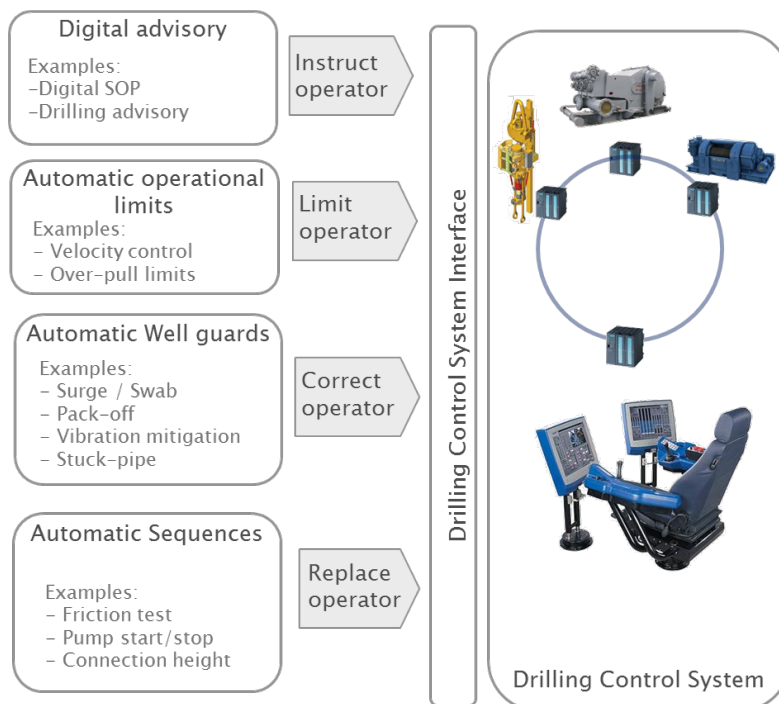 Digital advisory
Examples:
-Digital SOP
-Drilling advisory
Instruct
operator
Automatic operational
limits
Examples:
- Velocity control
- Over-pull limits
Limit
operator
Automatic Well guards
Examples:
- Surge / Swab
- Pack-off
- Vibration mitigation
- Stuck-pipe
Correct
operator
Automatic Sequences
Examples:
- Friction test
- Pump start/stop
- Connection height
Replace
operator
Drilling Control System Interface
Drilling Control System